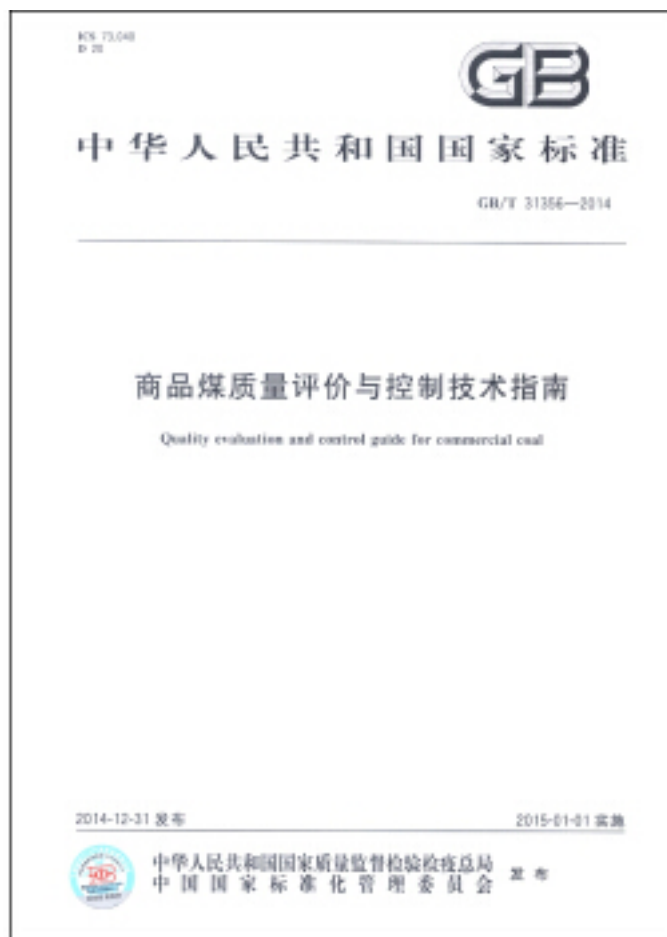 ICS 73.040
D 20
GB
中华人民共和国国家标准
GB/T 31356—2014
商品煤质量评价与控制技术指南
Quality evaluation and control guide for commercial coal
2014-12-31 发布
2015-01-01 实施
中华人民共和国国家质量监督检验检疫总局
中国国家标准化管理委员会
发布